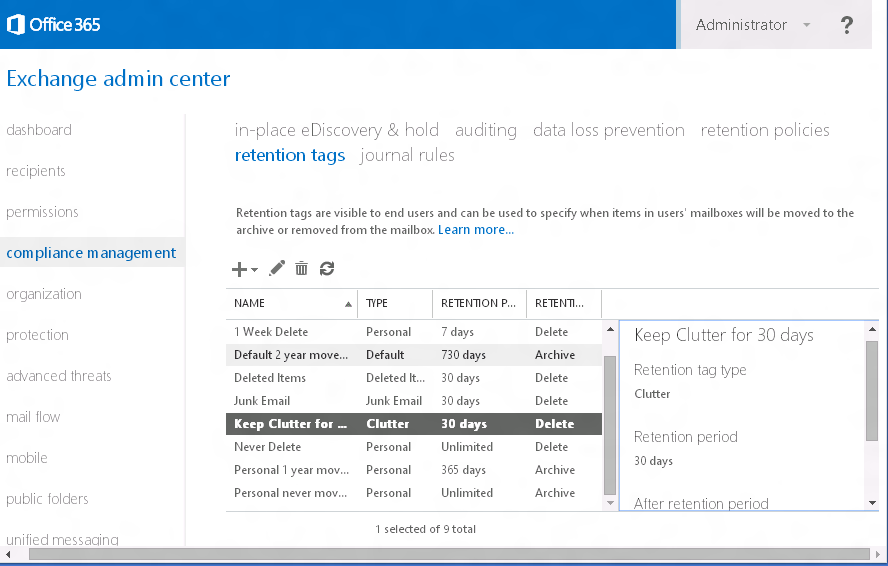 Office 365
Administrator
?
Exchange admin center
dashboard
recipients
permissions
compliance management
organization
protection
advanced threats
mail flow
mobile
public folders
unified messaging
in-place eDiscovery & hold auditing data loss prevention retention policies
retention tags journal rules
Retention tags are visible to end users and can be used to specify when items in users' mailboxes will be moved to the
archive or removed from the mailbox. Learn more...
NAME TYPE RETENTION P... RETENTI...
1 Week Delete Personal 7 days Delete
Default 2 year move... Default 730 days Archive
Deleted Items Deleted It... 30 days Delete
Junk Email Junk Email 30 days Delete
Keep Clutter for ... Clutter 30 days Delete
Never Delete Personal Unlimited Delete
Personal 1 year mov... Personal 365 days Archive
Personal never mov... Personal Unlimited Archive
1 selected of 9 total
Keep Clutter for 30 days
Retention tag type
Clutter
Retention period
30 days
After retention period